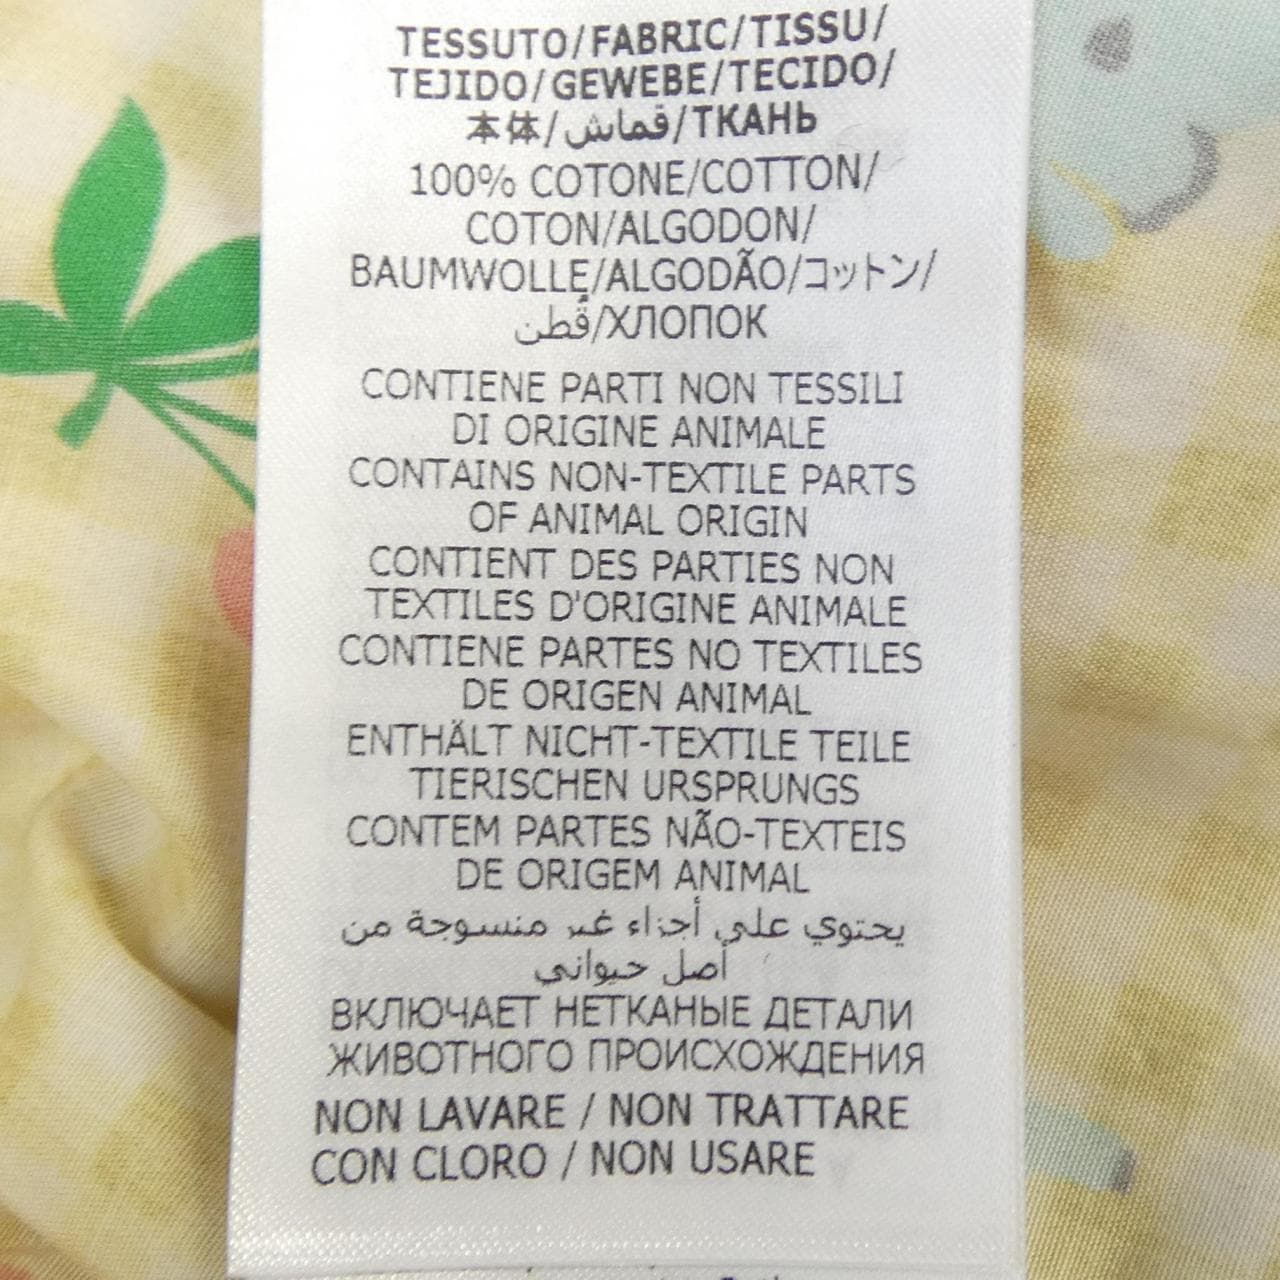 TESSUTO/FABRIC/TISSU/
TEJIDO/GEWEBE/TECIDO/
本体/قماش/ТКАНЬ
100% COTONE/COTTON/
COTON/ALGODON/
BAUMWOLLE/ALGODÃO/コットン/
قُطن/ХЛОПОК
CONTIENE PARTI NON TESSILI
DI ORIGINE ANIMALE
CONTAINS NON-TEXTILE PARTS
OF ANIMAL ORIGIN
CONTIENT DES PARTIES NON
TEXTILES D'ORIGINE ANIMALE
CONTIENE PARTES NO TEXTILES
DE ORIGEN ANIMAL
ENTHÄLT NICHT-TEXTILE TEILE
TIERISCHEN URSPRUNGS
CONTEM PARTES NÃO-TEXTEIS
DE ORIGEM ANIMAL
يحتوي على أجزاء غير منسوجة من
أصل حيواني
ВКЛЮЧАЕТ НЕТКАНЫЕ ДЕТАЛИ
ЖИВОТНОГО ПРОИСХОЖДЕНИЯ
NON LAVARE / NON TRATTARE
CON CLORO / NON USARE